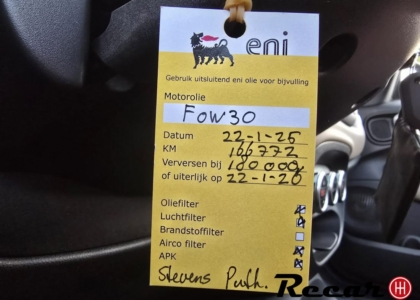 eni
Gebruik uitsluitend eni olie voor bijvulling
Motorolie
FOW30
Datum 22-1-25
KM 166772
Verversen bij 180000
of uiterlijk op 22-1-26
Oliefilter
Luchtfilter
Brandstoffilter
Airco filter
APK
Stevens
Recar